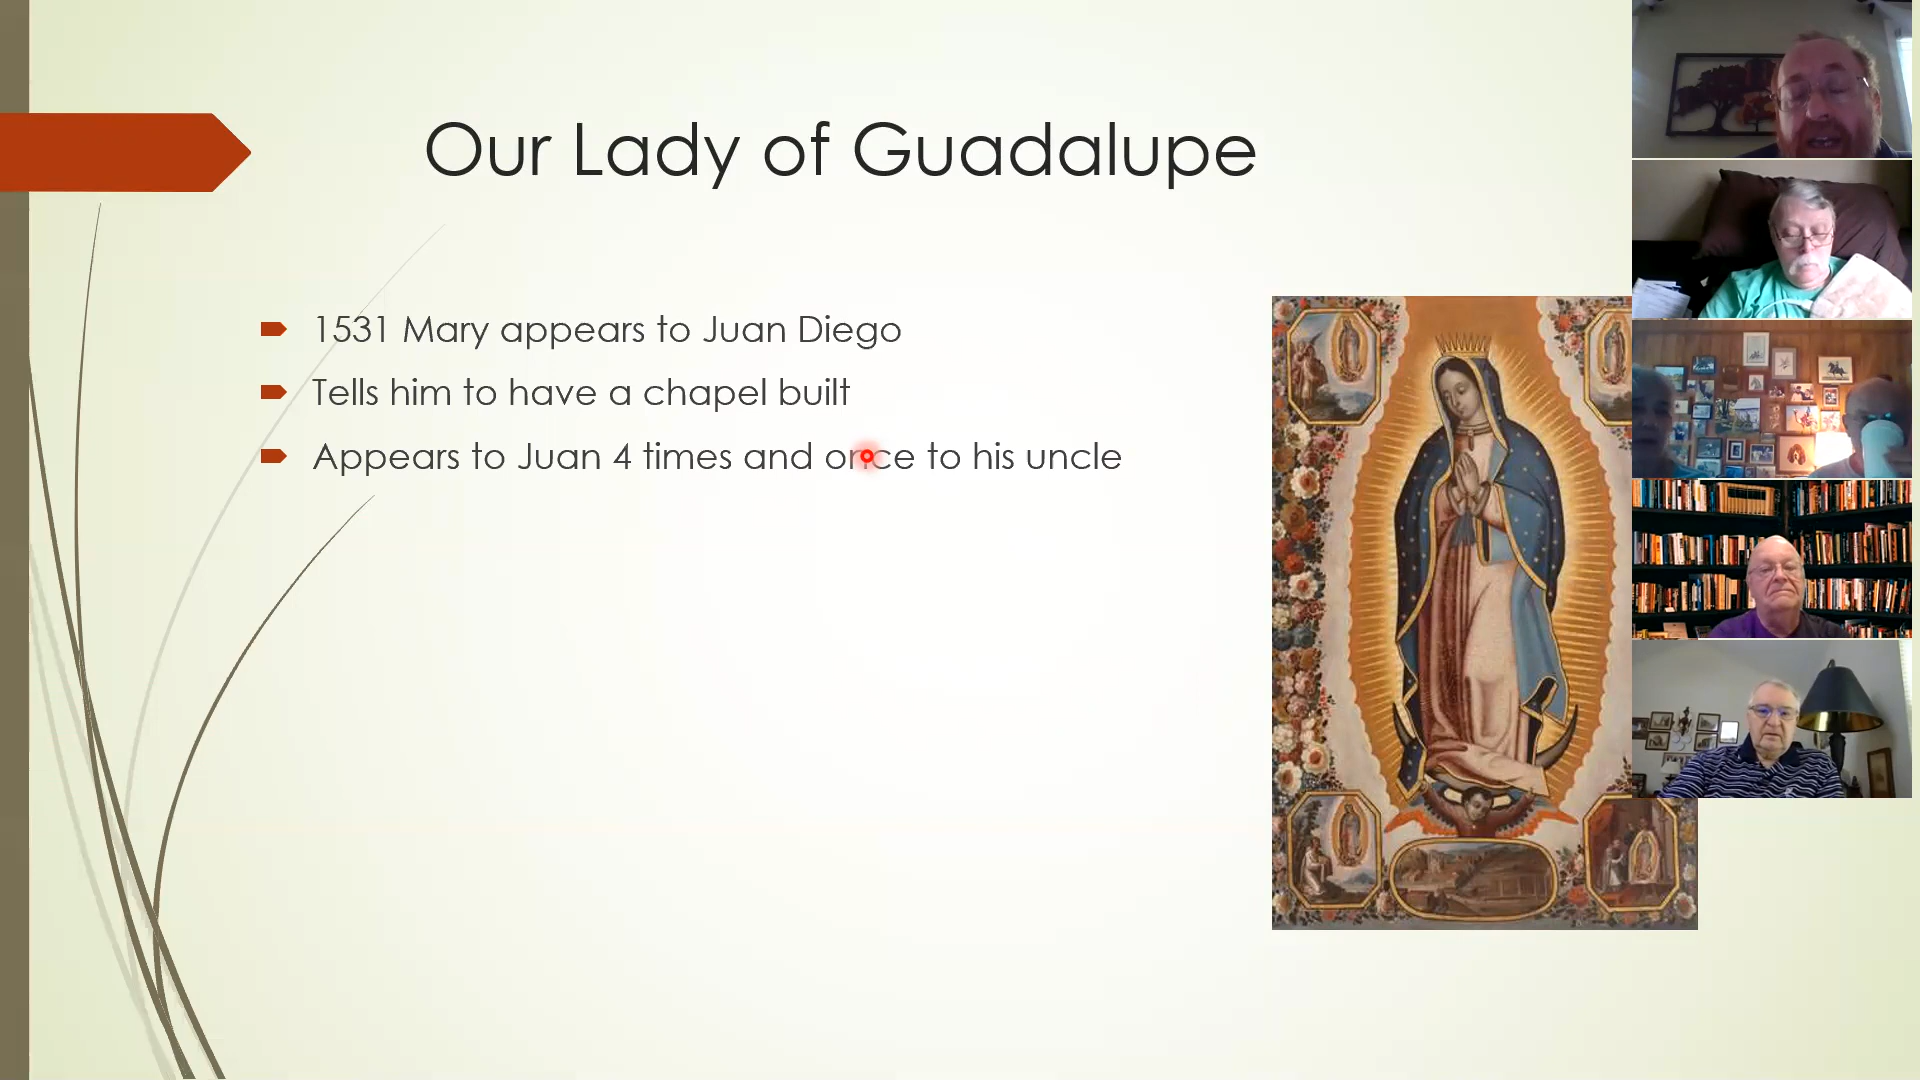 Our Lady of Guadalupe
1531 Mary appears to Juan Diego
Tells him to have a chapel built
Appears to Juan 4 times and once to his uncle